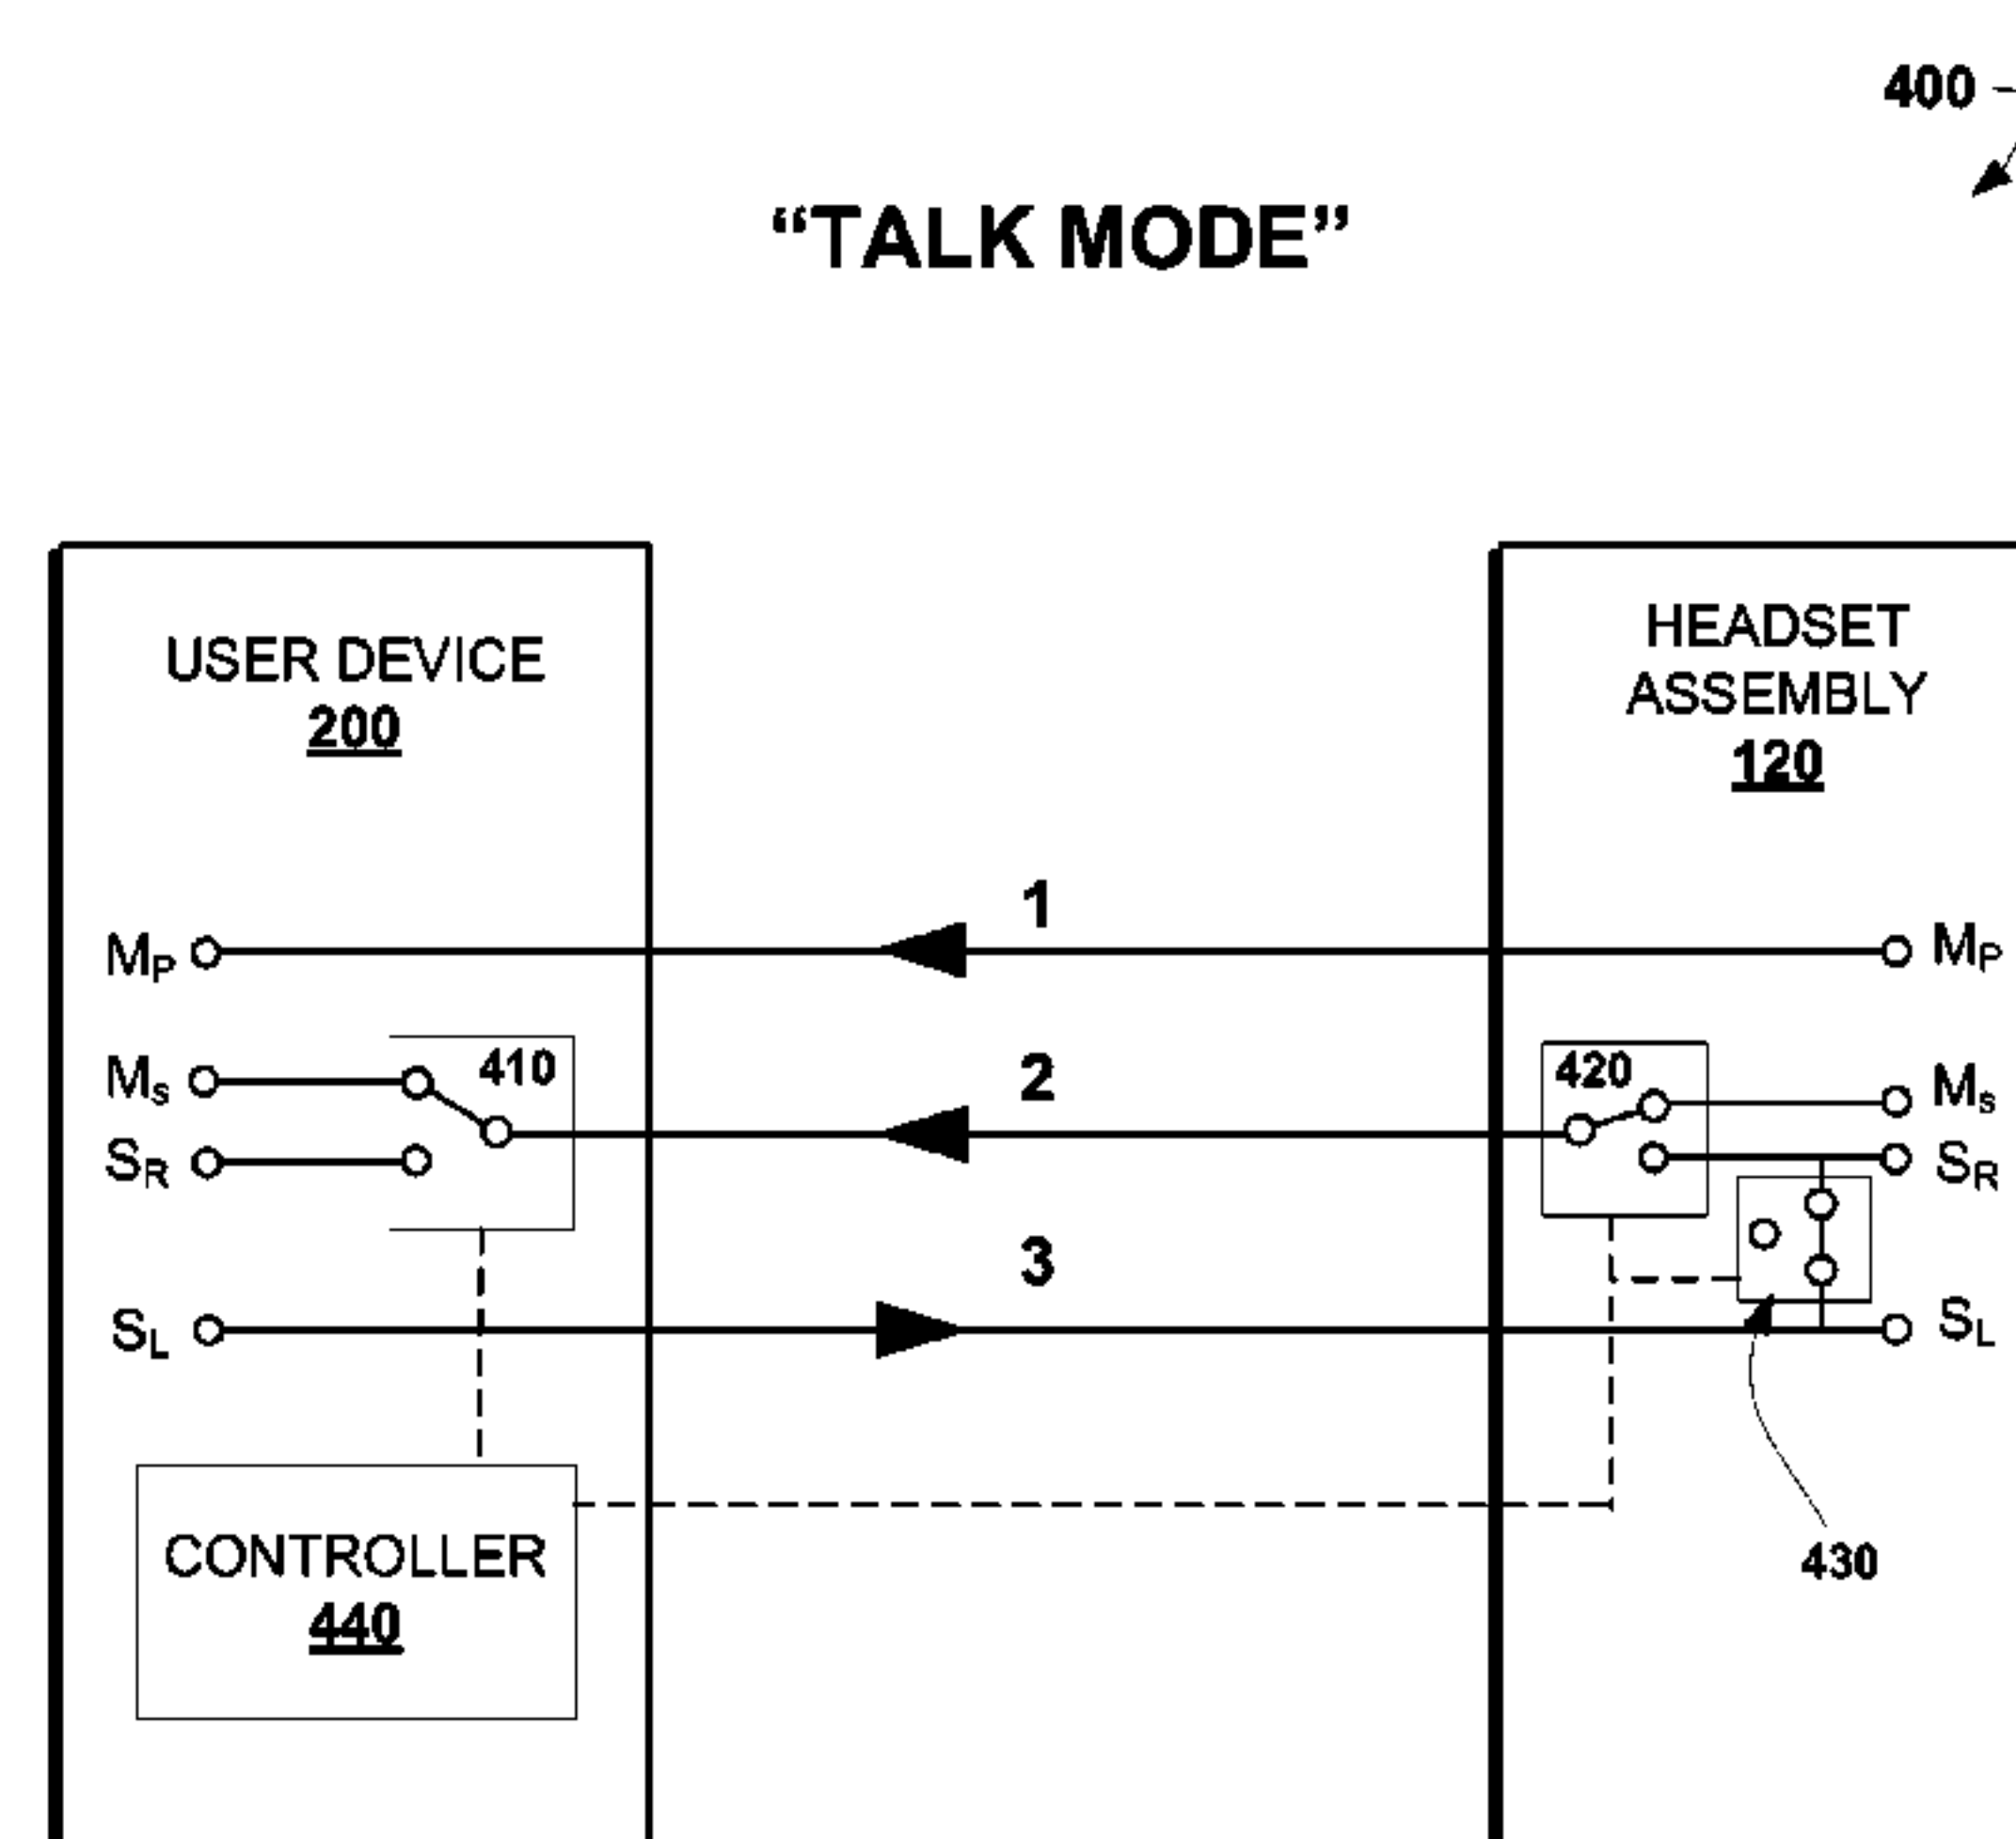 400
“TALK MODE”
USER DEVICE
200
HEADSET
ASSEMBLY
120
1
MP
MP
MS
410
2
420
MS
SR
SR
3
SL
SL
CONTROLLER
440
430